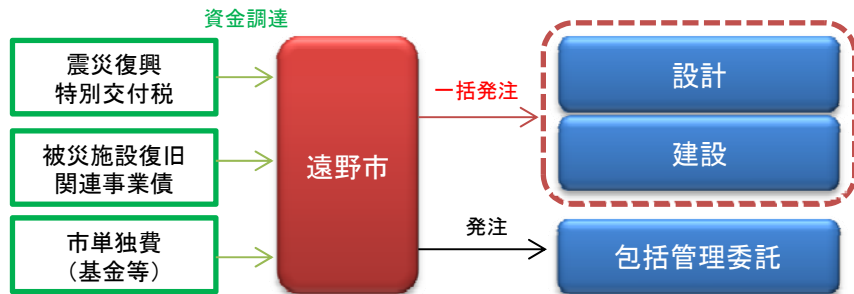 資金調達
震災復興
特別交付税
被災施設復旧
関連事業債
市単独費
（基金等）
遠野市
一括発注
設計
建設
発注
包括管理委託